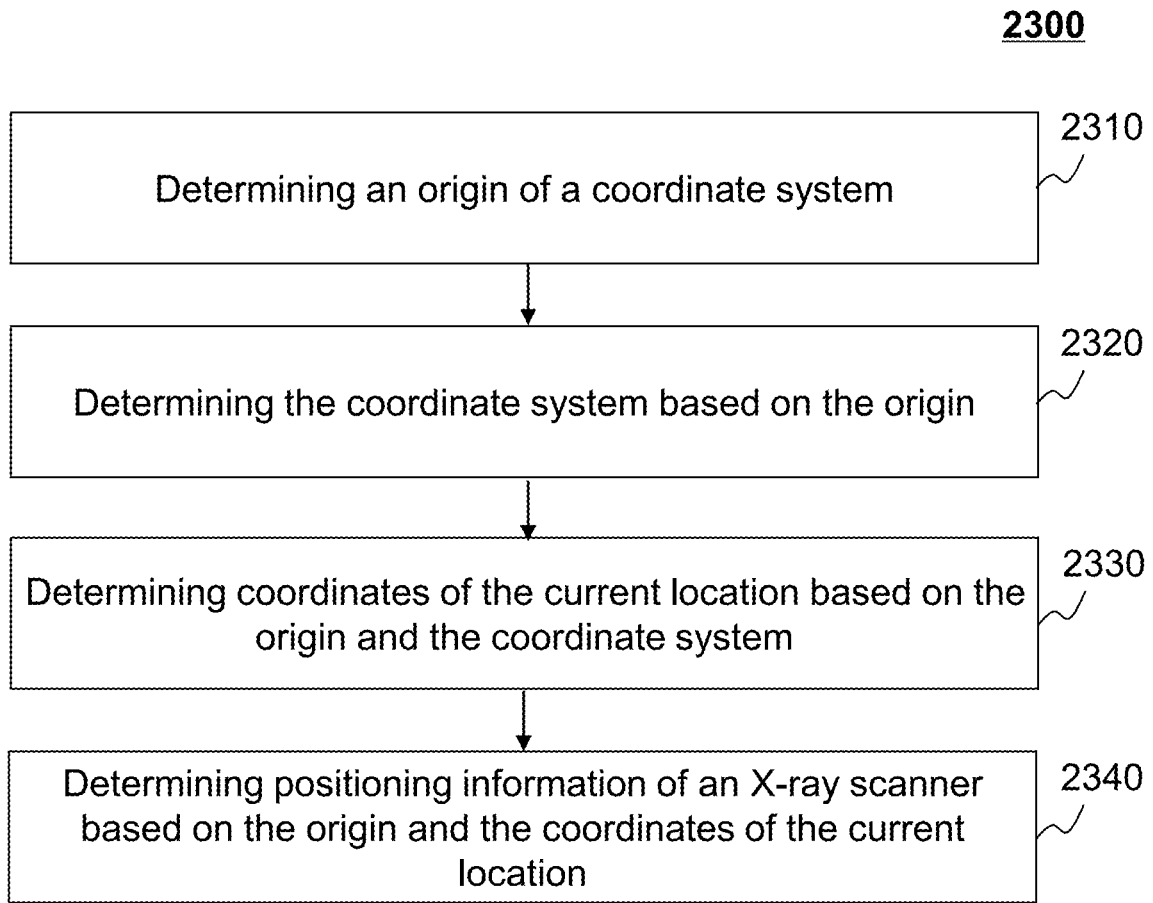 2300
2310
Determining an origin of a coordinate system
2320
Determining the coordinate system based on the origin
2330
Determining coordinates of the current location based on the
origin and the coordinate system
2340
Determining positioning information of an X-ray scanner
based on the origin and the coordinates of the current
location